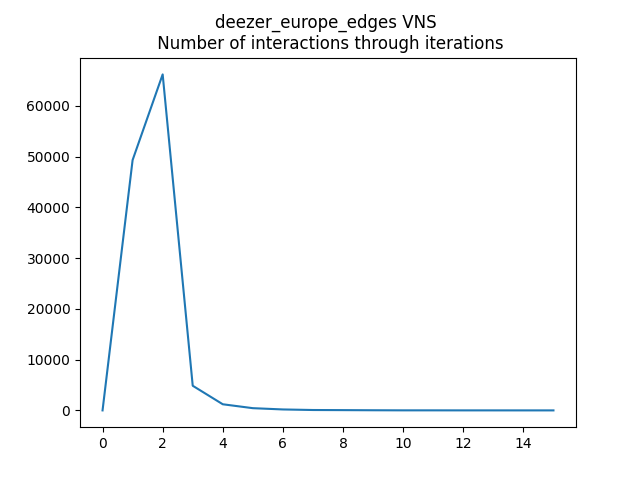 deezer_europe_edges VNS
Number of interactions through iterations
60000
50000
40000
30000
20000
10000
0
0 2 4 6 8 10 12 14